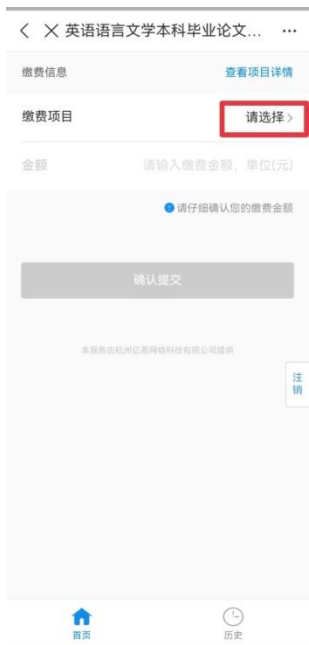 英语语言文学本科毕业论文... ...
缴费信息 查看项目详情
缴费项目 请选择 >
金额 请输入缴费金额，单位(元)
请仔细确认您的缴费金额
确认提交
本服务由杭州亿易网络科技有限公司提供
注
销
首页 历史